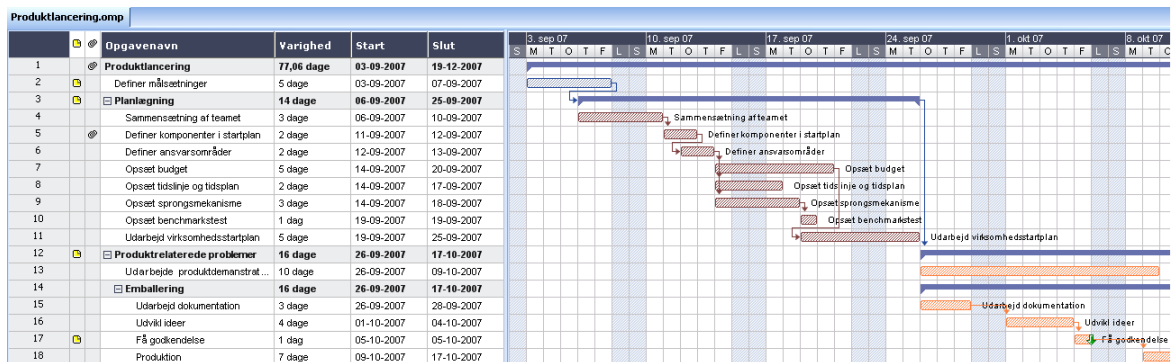 Produktlancering.omp
Opgavenavn Varighed Start Slut 3. sep 07 10. sep 07 17. sep 07 24. sep 07 1. okt 07 8. okt 07
S M T O T F L S M T O T F L S M T O T F L S M T O T F L S M T O T F L S M T O
1 Produktlancering 77,06 dage 03-09-2007 19-12-2007
2 Definer målsætninger 5 dage 03-09-2007 07-09-2007
3 Planlægning 14 dage 06-09-2007 25-09-2007
4 Sammensætning af teamet 3 dage 06-09-2007 10-09-2007 Sammensætning af teamet
5 Definer komponenter i startplan 2 dage 11-09-2007 12-09-2007 Definer komponenter i startplan
6 Definer ansvarsområder 2 dage 12-09-2007 13-09-2007 Definer ansvarsområder
7 Opsæt budget 5 dage 14-09-2007 20-09-2007 Opsæt budget
8 Opsæt tidslinje og tidsplan 2 dage 14-09-2007 17-09-2007 Opsæt tidslinje og tidsplan
9 Opsæt sprongsmekanisme 3 dage 14-09-2007 18-09-2007 Opsæt sprongsmekanisme
10 Opsæt benchmarkstest 1 dag 19-09-2007 19-09-2007 Opsæt benchmarkstest
11 Udarbejd virksomhedsstartplan 5 dage 19-09-2007 25-09-2007 Udarbejd virksomhedsstartplan
12 Produktrelaterede problemer 16 dage 26-09-2007 17-10-2007
13 Udarbejde produktdemanstrat... 10 dage 26-09-2007 09-10-2007
14 Emballering 16 dage 26-09-2007 17-10-2007
15 Udarbejd dokumentation 3 dage 26-09-2007 28-09-2007 Udarbejd dokumentation
16 Udvikl ideer 4 dage 01-10-2007 04-10-2007 Udvikl ideer
17 Få godkendelse 1 dag 05-10-2007 05-10-2007 Få godkendelse
18 Produktion 7 dage 09-10-2007 17-10-2007